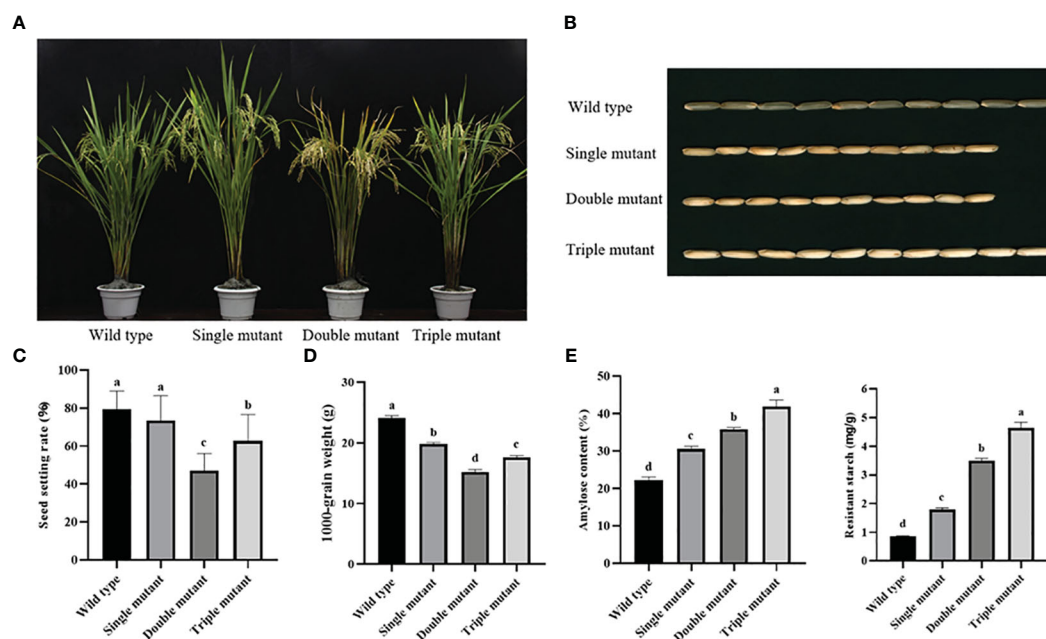 A
B
Wild type
Single mutant
Double mutant
Triple mutant
Wild type Single mutant Double mutant Triple mutant
C
D
E
100
80
60
40
20
0
Seed setting rate (%)
a
a
c
b
Wild type
Single mutant
Double mutant
Triple mutant
30
20
10
0
1000-grain weight (g)
a
b
d
c
Wild type
Single mutant
Double mutant
Triple mutant
50
40
30
20
10
0
Amylose content (%)
d
c
b
a
Wild type
Single mutant
Double mutant
Triple mutant
6
5
4
3
2
1
0
Resistant starch (mg/g)
d
c
b
a
Wild type
Single mutant
Double mutant
Triple mutant